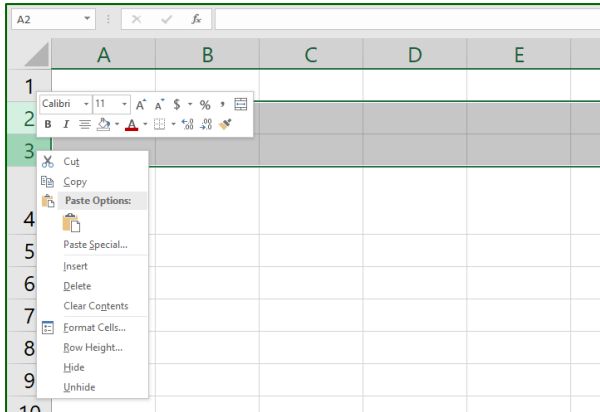 A2 fx
A B C D E
1
Calibri 11 A A $ % ,
2 B I A .00 .00
3
Cut
Copy
Paste Options:
4
Paste Special...
5
Insert
6 Delete
Clear Contents
7
Format Cells...
8 Row Height...
Hide
9 Unhide
10